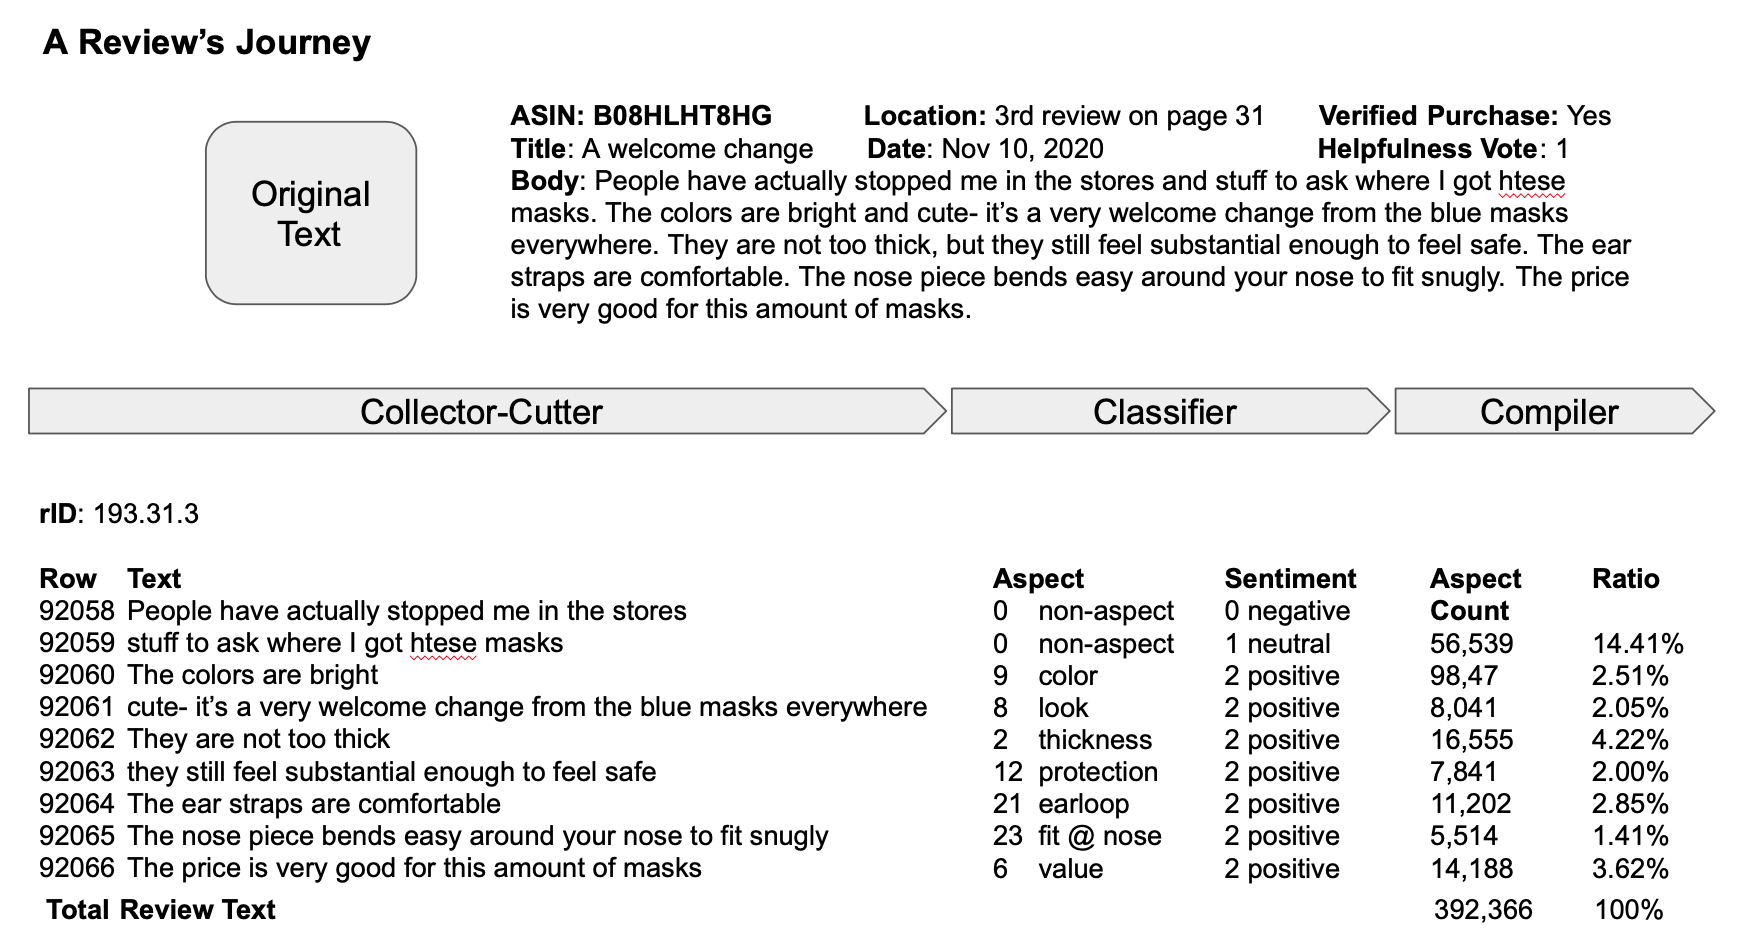 A Review’s Journey
Original
Text
ASIN: B08HLHT8HG Location: 3rd review on page 31 Verified Purchase: Yes
Title: A welcome change Date: Nov 10, 2020 Helpfulness Vote: 1
Body: People have actually stopped me in the stores and stuff to ask where I got htese
masks. The colors are bright and cute- it’s a very welcome change from the blue masks
everywhere. They are not too thick, but they still feel substantial enough to feel safe. The ear
straps are comfortable. The nose piece bends easy around your nose to fit snugly. The price
is very good for this amount of masks.
Collector-Cutter Classifier Compiler
rID: 193.31.3
Row Text Aspect Sentiment Aspect Ratio
92058 People have actually stopped me in the stores 0 non-aspect 0 negative Count
92059 stuff to ask where I got htese masks 0 non-aspect 1 neutral 56,539 14.41%
92060 The colors are bright 9 color 2 positive 98,47 2.51%
92061 cute- it’s a very welcome change from the blue masks everywhere 8 look 2 positive 8,041 2.05%
92062 They are not too thick 2 thickness 2 positive 16,555 4.22%
92063 they still feel substantial enough to feel safe 12 protection 2 positive 7,841 2.00%
92064 The ear straps are comfortable 21 earloop 2 positive 11,202 2.85%
92065 The nose piece bends easy around your nose to fit snugly 23 fit @ nose 2 positive 5,514 1.41%
92066 The price is very good for this amount of masks 6 value 2 positive 14,188 3.62%
Total Review Text 392,366 100%